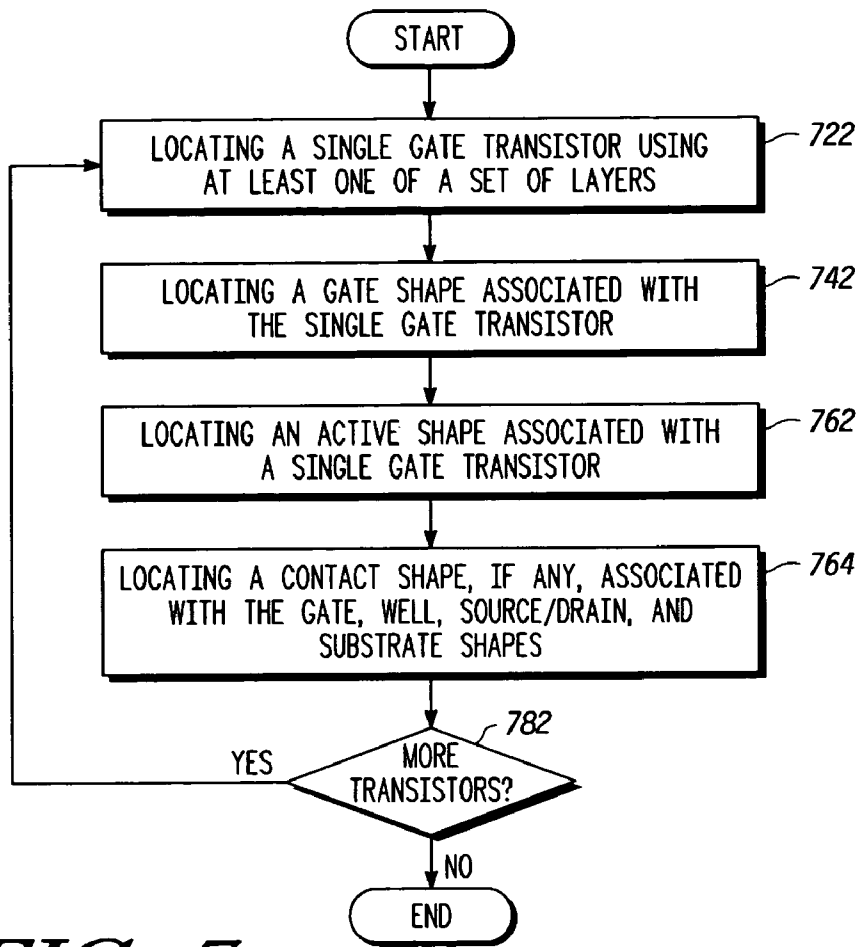 START
LOCATING A SINGLE GATE TRANSISTOR USING
AT LEAST ONE OF A SET OF LAYERS
722
LOCATING A GATE SHAPE ASSOCIATED WITH
THE SINGLE GATE TRANSISTOR
742
LOCATING AN ACTIVE SHAPE ASSOCIATED WITH
A SINGLE GATE TRANSISTOR
762
LOCATING A CONTACT SHAPE, IF ANY, ASSOCIATED
WITH THE GATE, WELL, SOURCE/DRAIN, AND
SUBSTRATE SHAPES
764
782
YES
MORE
TRANSISTORS?
NO
END